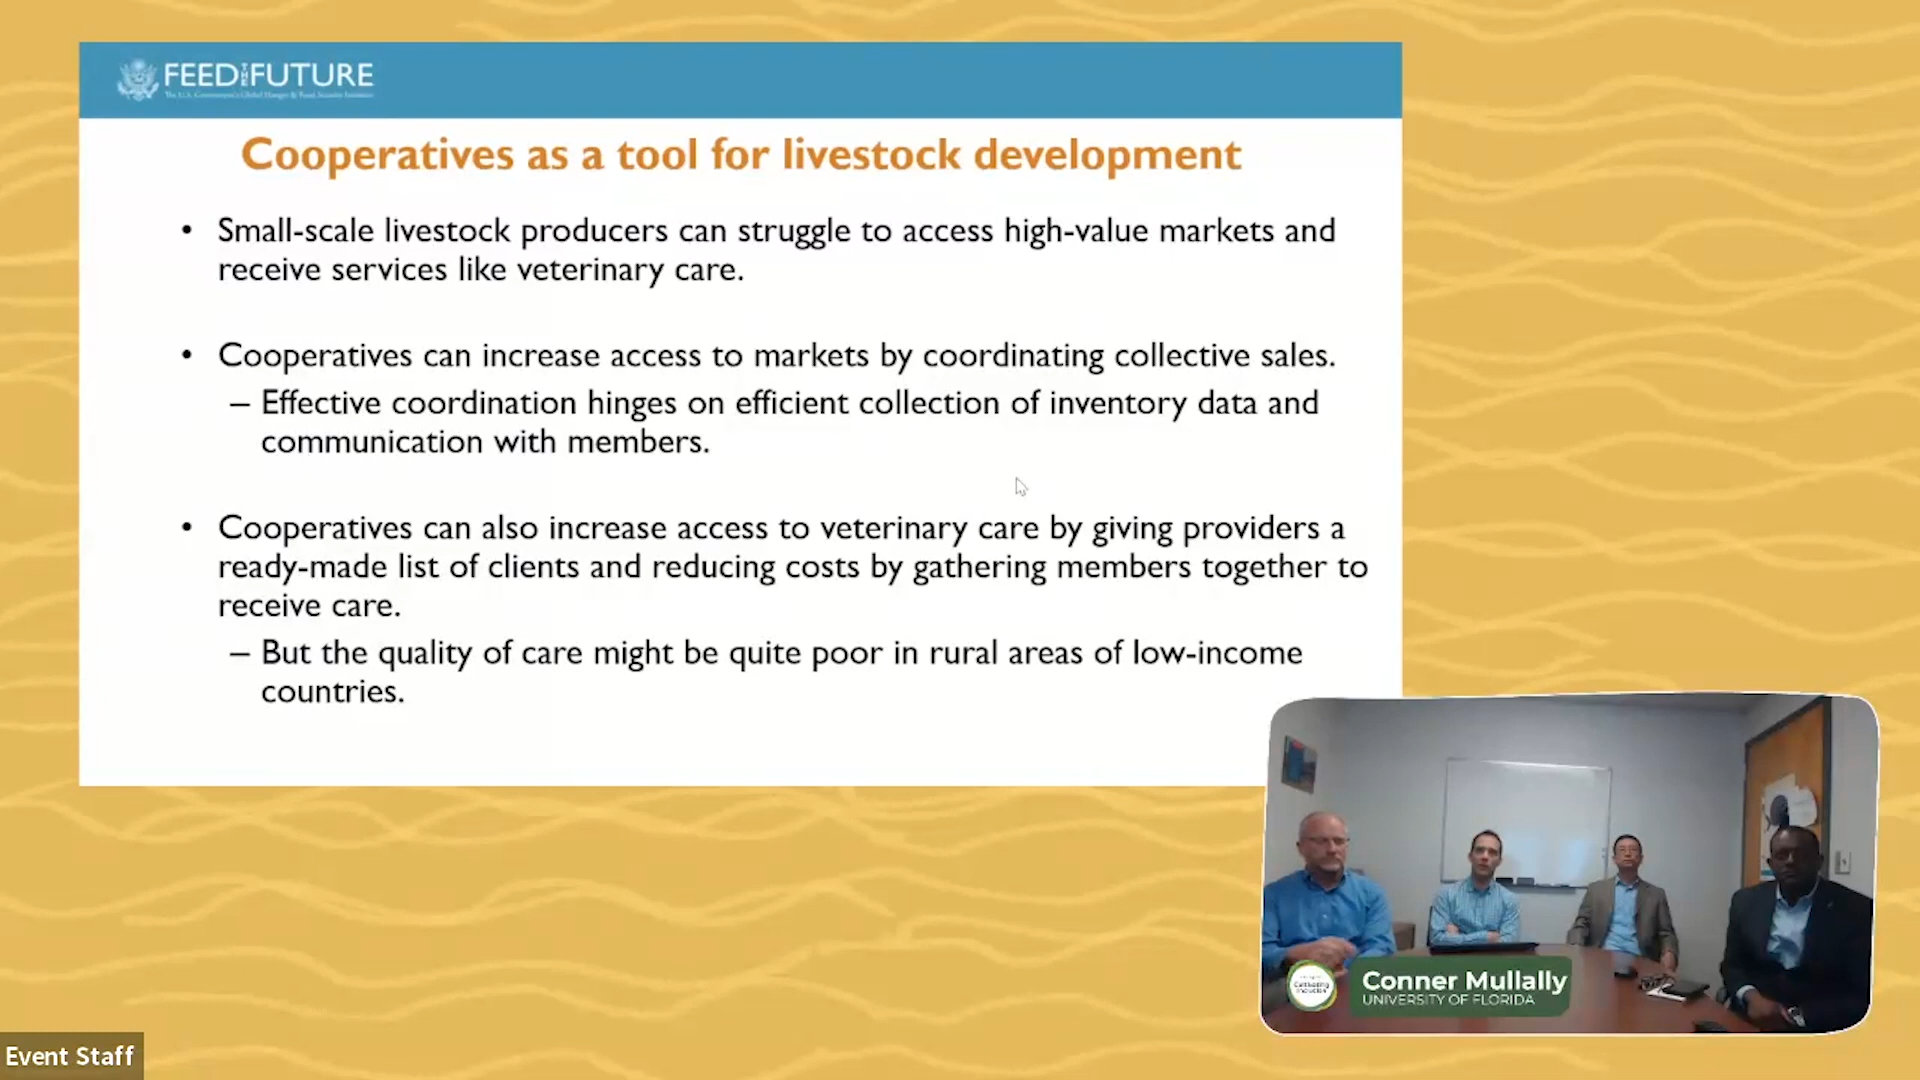 FEED THE FUTURE
The U.S. Government's Global Hunger & Food Security Initiative
Cooperatives as a tool for livestock development
• Small-scale livestock producers can struggle to access high-value markets and
receive services like veterinary care.
• Cooperatives can increase access to markets by coordinating collective sales.
– Effective coordination hinges on efficient collection of inventory data and
communication with members.
• Cooperatives can also increase access to veterinary care by giving providers a
ready-made list of clients and reducing costs by gathering members together to
receive care.
– But the quality of care might be quite poor in rural areas of low-income
countries.
Cultivating
Conner Mullally
UNIVERSITY OF FLORIDA
Event Staff